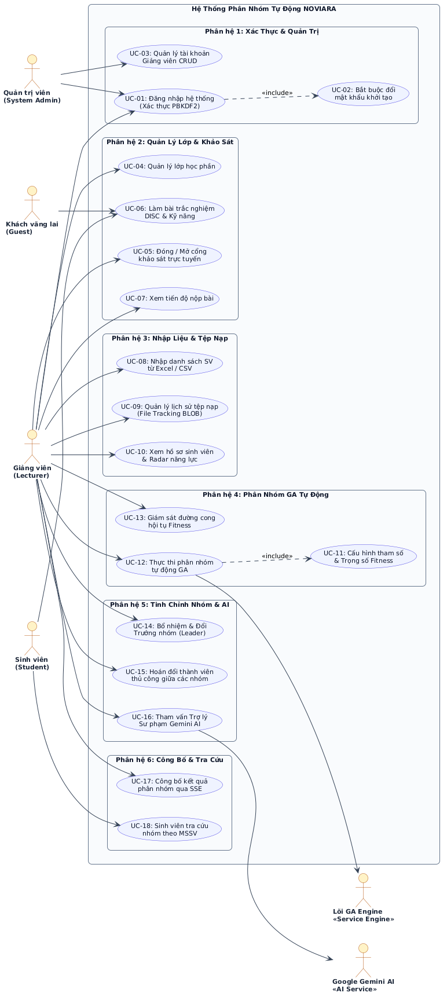 Hệ Thống Phân Nhóm Tự Động NOVIARA
Phân hệ 1: Xác Thực & Quản Trị
UC-03: Quản lý tài khoản
Giảng viên CRUD
UC-01: Đăng nhập hệ thống
(Xác thực PBKDF2)
«include»
UC-02: Bắt buộc đổi
mật khẩu khởi tạo
Quản trị viên
(System Admin)
Phân hệ 2: Quản Lý Lớp & Khảo Sát
UC-04: Quản lý lớp học phần
UC-06: Làm bài trắc nghiệm
DISC & Kỹ năng
UC-05: Đóng / Mở cổng
khảo sát trực tuyến
UC-07: Xem tiến độ nộp bài
Khách vãng lai
(Guest)
Phân hệ 3: Nhập Liệu & Tệp Nạp
UC-08: Nhập danh sách SV
từ Excel / CSV
UC-09: Quản lý lịch sử tệp nạp
(File Tracking BLOB)
UC-10: Xem hồ sơ sinh viên
& Radar năng lực
Giảng viên
(Lecturer)
Phân hệ 4: Phân Nhóm GA Tự Động
UC-13: Giám sát đường cong
hội tụ Fitness
UC-12: Thực thi phân nhóm
tự động GA
«include»
UC-11: Cấu hình tham số
& Trọng số Fitness
Phân hệ 5: Tinh Chỉnh Nhóm & AI
UC-14: Bổ nhiệm & Đổi
Trưởng nhóm (Leader)
UC-15: Hoán đổi thành viên
thủ công giữa các nhóm
UC-16: Tham vấn Trợ lý
Sư phạm Gemini AI
Sinh viên
(Student)
Phân hệ 6: Công Bố & Tra Cứu
UC-17: Công bố kết quả
phân nhóm qua SSE
UC-18: Sinh viên tra cứu
nhóm theo MSSV
Lõi GA Engine
«Service Engine»
Google Gemini AI
«AI Service»